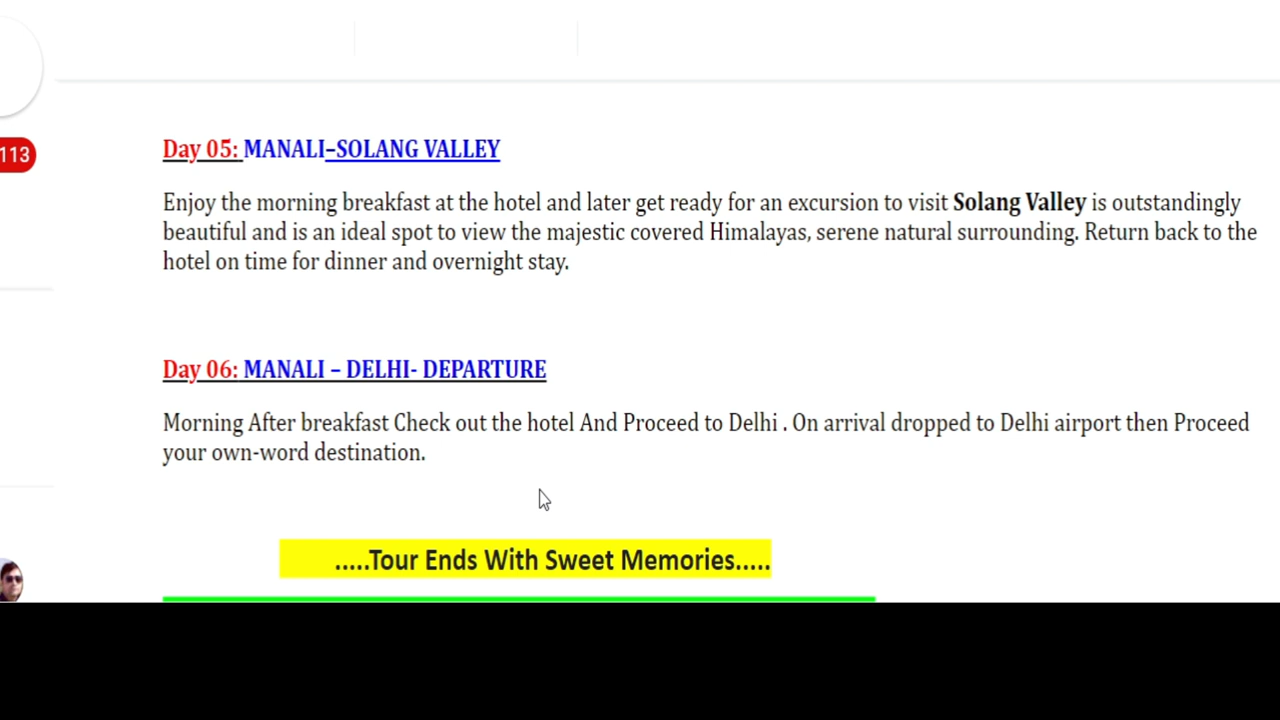 113
Day 05: MANALI–SOLANG VALLEY
Enjoy the morning breakfast at the hotel and later get ready for an excursion to visit Solang Valley is outstandingly
beautiful and is an ideal spot to view the majestic covered Himalayas, serene natural surrounding. Return back to the
hotel on time for dinner and overnight stay.
Day 06: MANALI – DELHI- DEPARTURE
Morning After breakfast Check out the hotel And Proceed to Delhi . On arrival dropped to Delhi airport then Proceed
your own-word destination.
.....Tour Ends With Sweet Memories.....